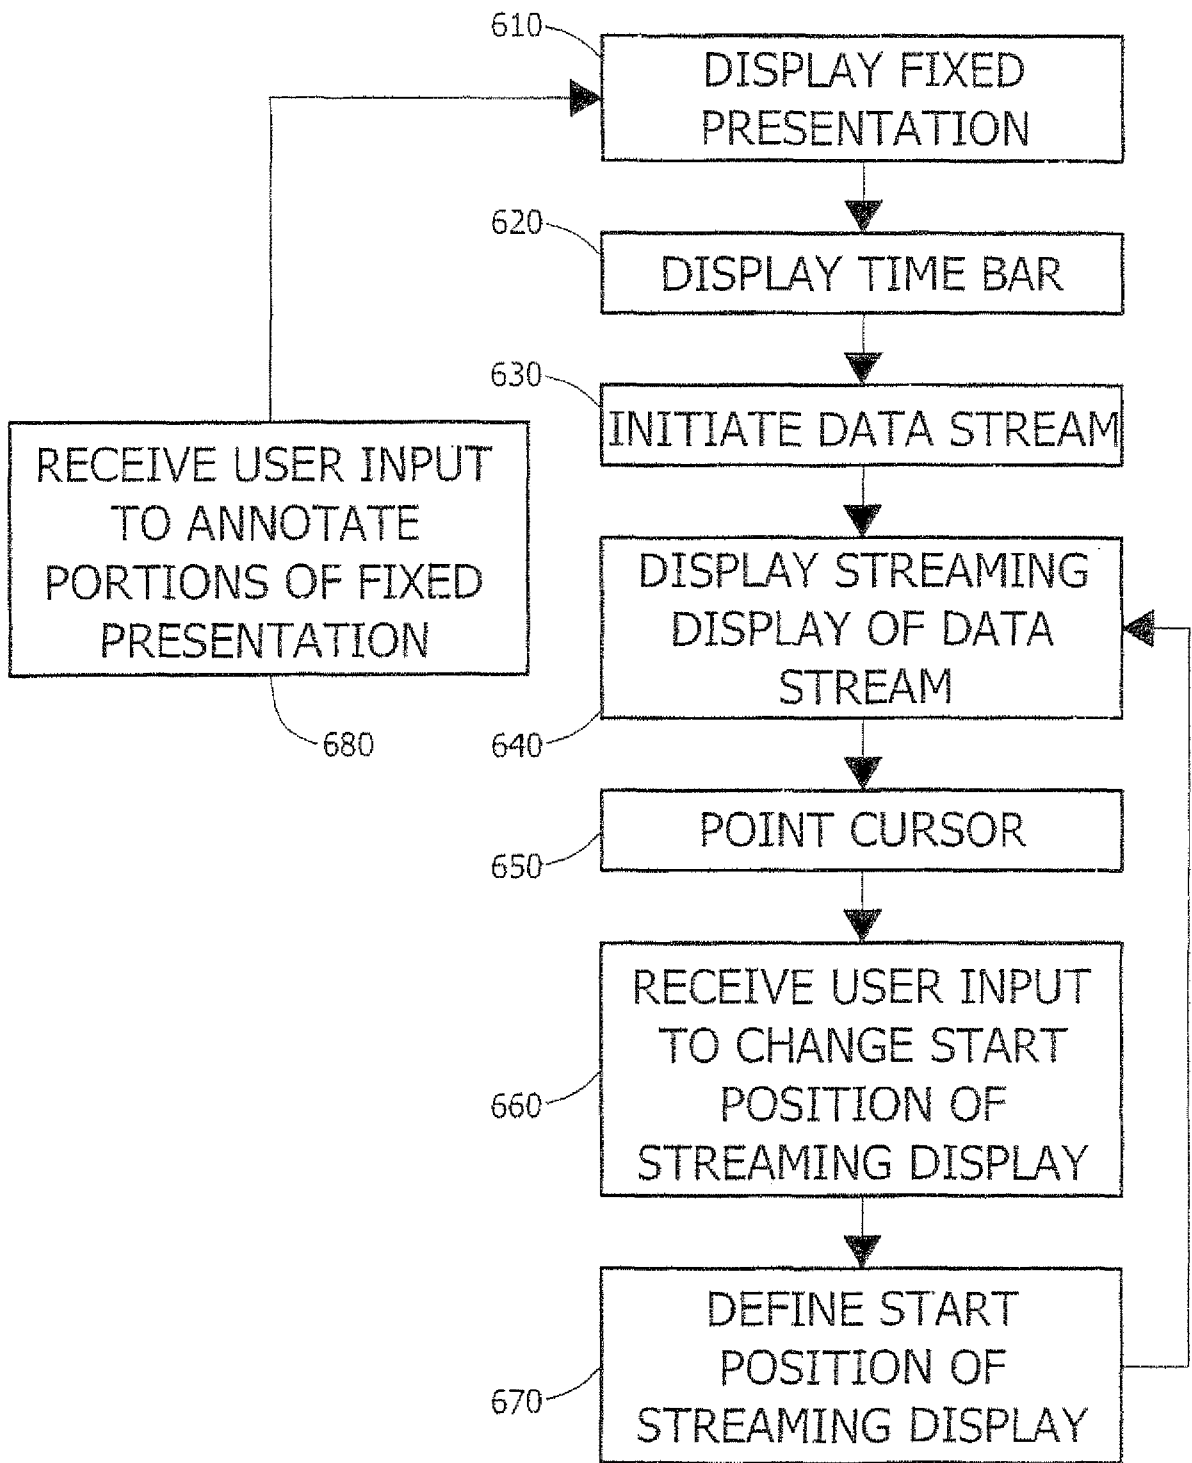 610
DISPLAY FIXED
PRESENTATION
620
DISPLAY TIME BAR
630
INITIATE DATA STREAM
RECEIVE USER INPUT
TO ANNOTATE
PORTIONS OF FIXED
PRESENTATION
680
DISPLAY STREAMING
DISPLAY OF DATA
STREAM
640
POINT CURSOR
650
RECEIVE USER INPUT
TO CHANGE START
POSITION OF
STREAMING DISPLAY
660
DEFINE START
POSITION OF
STREAMING DISPLAY
670